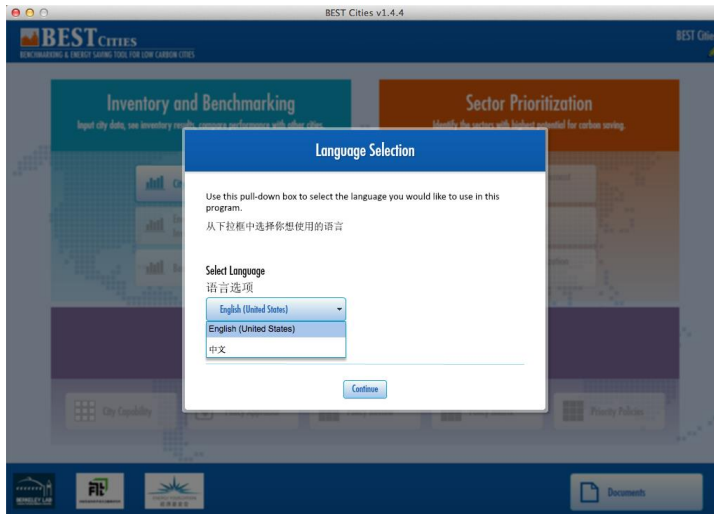 BEST Cities v1.4.4
BEST CITIES
BENCHMARKING & ENERGY SAVING TOOL FOR LOW CARBON CITIES
BEST Citie
Inventory and Benchmarking
Input city data, see inventory results, compare performance with other cities.
Sector Prioritization
Identify the sectors with highest potential for carbon saving.
Language Selection
Use this pull-down box to select the language you would like to use in this
program.
从下拉框中选择你想使用的语言
Select Language
语言选项
English (United States)
English (United States)
中文
Continue
City Capability
Priority Policies
BERKELEY LAB
Documents